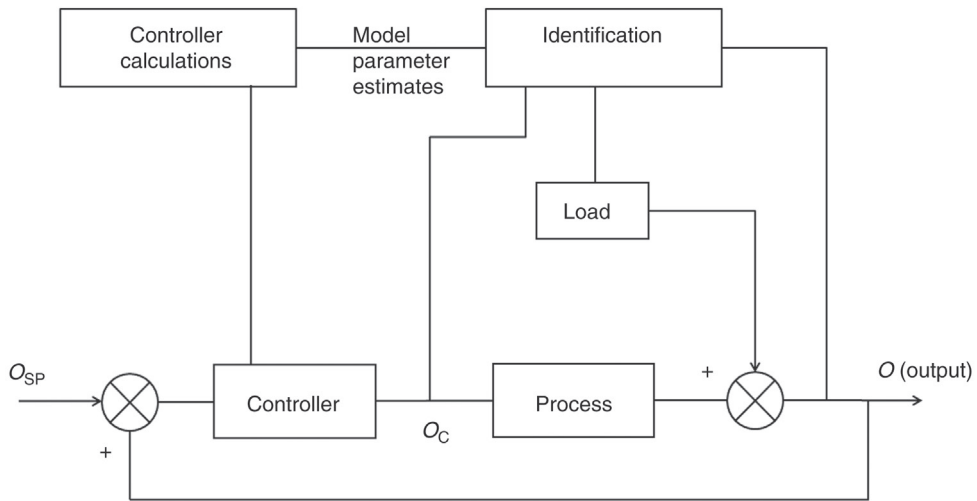 Controller
calculations
Model
parameter
estimates
Identification
Load
O_SP
+
Controller
O_C
Process
+
O (output)